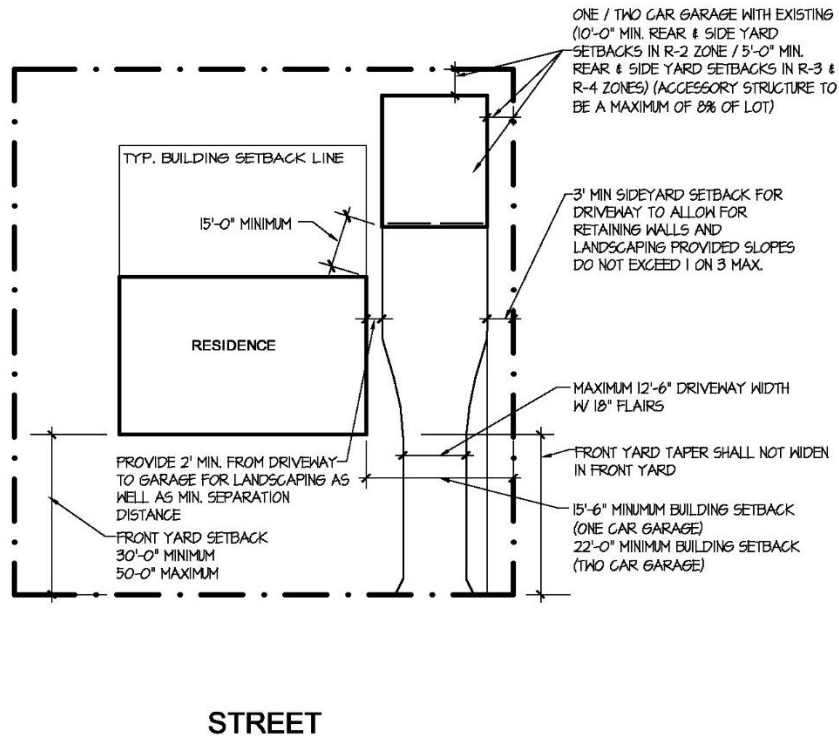 ONE / TWO CAR GARAGE WITH EXISTING
(10'-0" MIN. REAR & SIDE YARD
SETBACKS IN R-2 ZONE / 5'-0" MIN.
REAR & SIDE YARD SETBACKS IN R-3 &
R-4 ZONES) (ACCESSORY STRUCTURE TO
BE A MAXIMUM OF 8% OF LOT)
TYP. BUILDING SETBACK LINE
15'-0" MINIMUM
3' MIN SIDEYARD SETBACK FOR
DRIVEWAY TO ALLOW FOR
RETAINING WALLS AND
LANDSCAPING PROVIDED SLOPES
DO NOT EXCEED 1 ON 3 MAX.
RESIDENCE
MAXIMUM 12'-6" DRIVEWAY WIDTH
W/ 18" FLAIRS
FRONT YARD TAPER SHALL NOT WIDEN
IN FRONT YARD
PROVIDE 2' MIN. FROM DRIVEWAY
TO GARAGE FOR LANDSCAPING AS
WELL AS MIN. SEPARATION
DISTANCE
FRONT YARD SETBACK
30'-0" MINIMUM
50-0" MAXIMUM
15'-6" MINUMUM BUILDING SETBACK
(ONE CAR GARAGE)
22'-0" MINIMUM BUILDING SETBACK
(TWO CAR GARAGE)
STREET